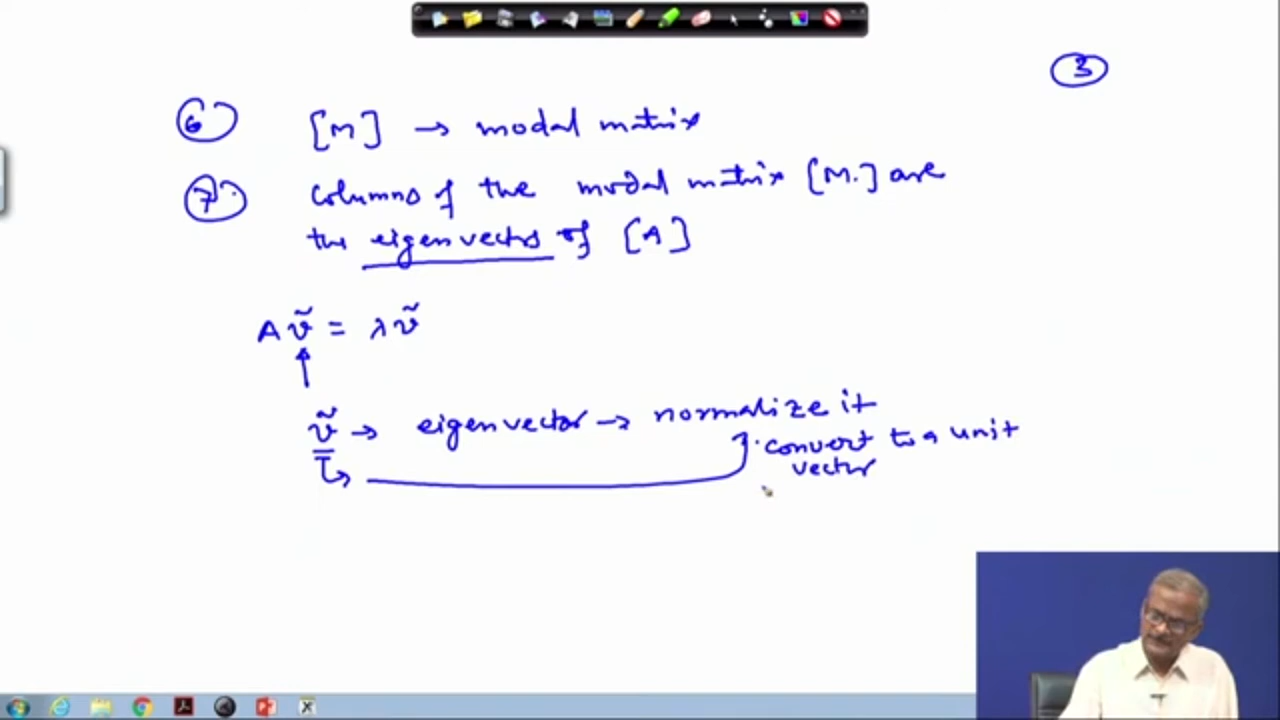 3
6 [M] → modal matrix
7. columns of the modal matrix [M.] are
the eigenvectors of [A]
A ṽ = λ ṽ
ṽ → eigenvector → normalize it
convert to a unit
vector